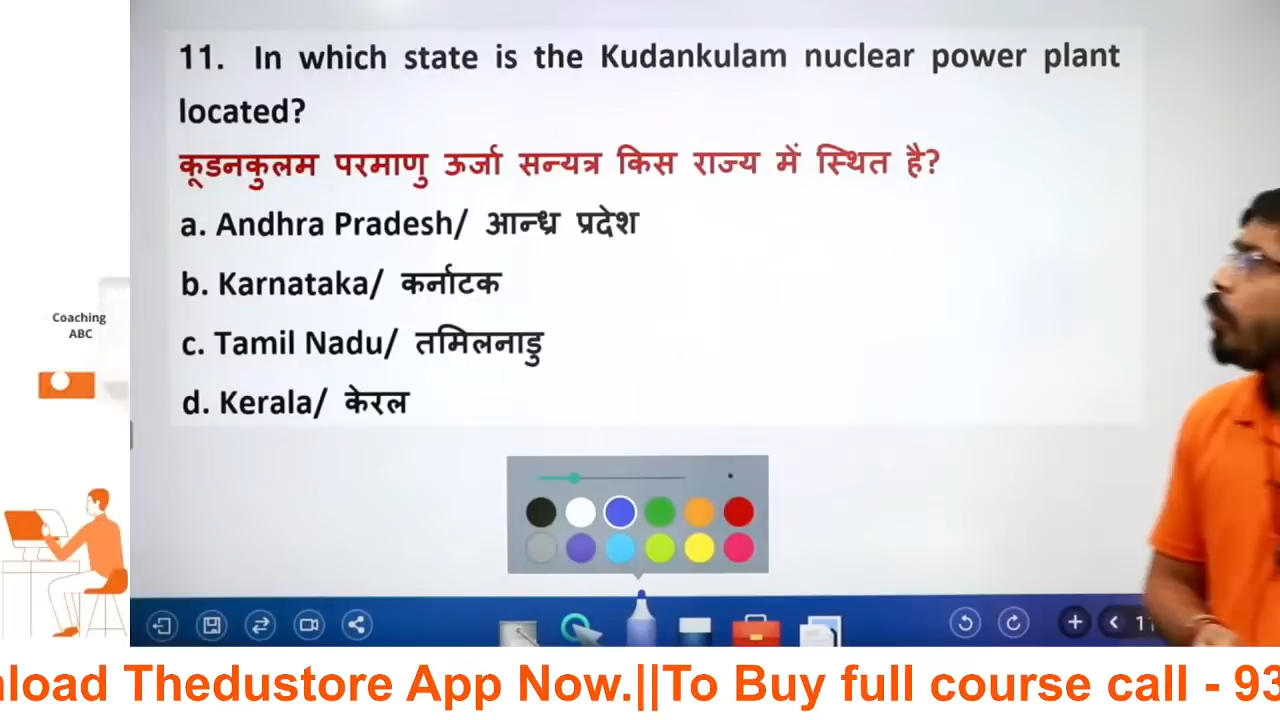 11. In which state is the Kudankulam nuclear power plant
located?
कूडनकुलम परमाणु ऊर्जा सन्यत्र किस राज्य में स्थित है?
a. Andhra Pradesh/ आन्ध्र प्रदेश
b. Karnataka/ कर्नाटक
Coaching
ABC
c. Tamil Nadu/ तमिलनाडु
d. Kerala/ केरल
11
nload Thedustore App Now.||To Buy full course call - 93